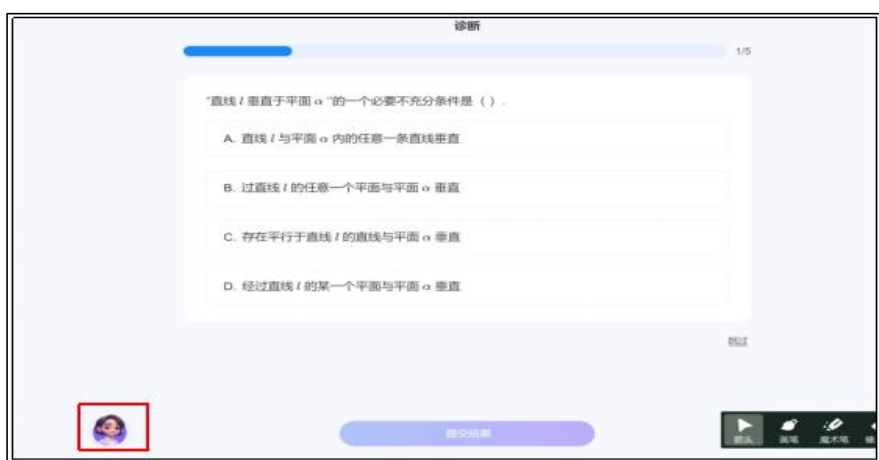 诊断
1/5
“直线 l 垂直于平面 α ”的一个必要不充分条件是（ ）.
A. 直线 l 与平面 α 内的任意一条直线垂直
B. 过直线 l 的任意一个平面与平面 α 垂直
C. 存在平行于直线 l 的直线与平面 α 垂直
D. 经过直线 l 的某一个平面与平面 α 垂直
跳过
提交结果
箭头 画笔 魔术笔